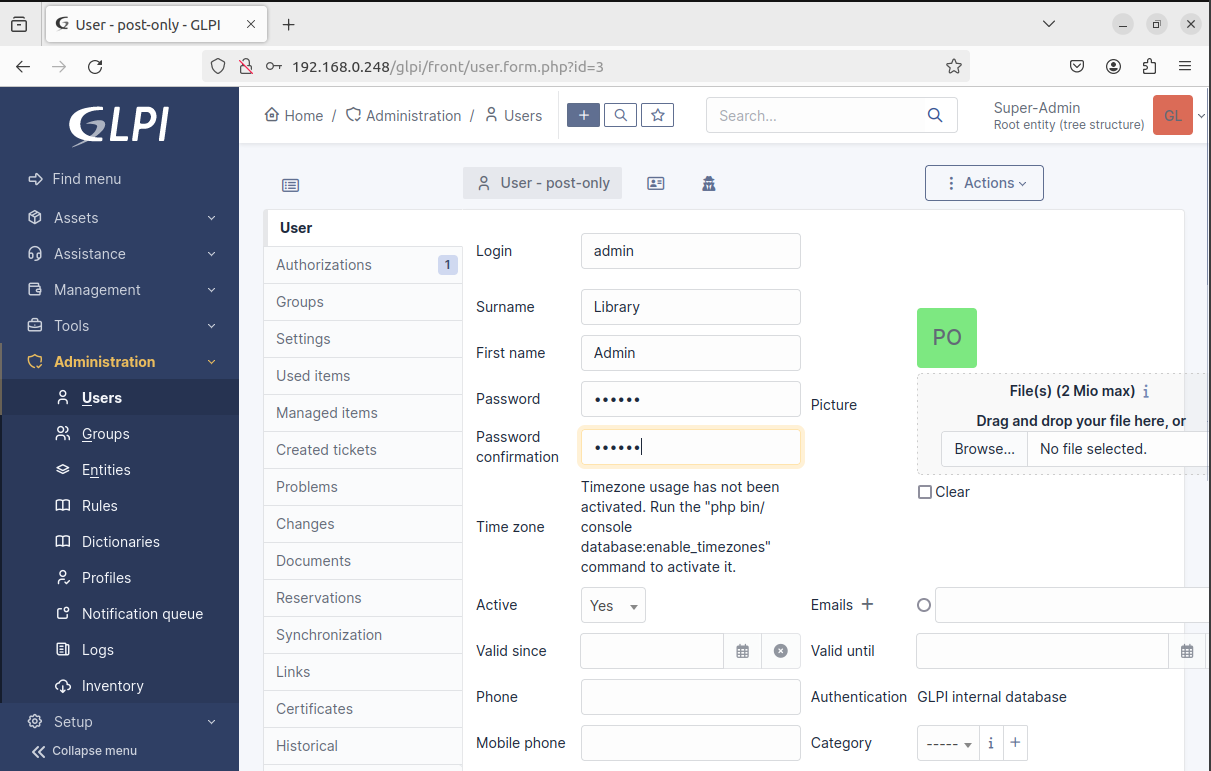 User - post-only - GLPI
192.168.0.248/glpi/front/user.form.php?id=3
GLPI
Home / Administration / Users
Search...
Super-Admin
Root entity (tree structure)
GL
Find menu
Assets
Assistance
Management
Tools
Administration
Users
Groups
Entities
Rules
Dictionaries
Profiles
Notification queue
Logs
Inventory
Setup
Collapse menu
User - post-only
Actions
User
Authorizations 1
Groups
Settings
Used items
Managed items
Created tickets
Problems
Changes
Documents
Reservations
Synchronization
Links
Certificates
Historical
Login admin
Surname Library
First name Admin
Password ••••••
Password
confirmation ••••••
Time zone
Timezone usage has not been
activated. Run the "php bin/
console
database:enable_timezones"
command to activate it.
Picture
PO
File(s) (2 Mio max) i
Drag and drop your file here, or
Browse... No file selected.
Clear
Active Yes
Emails +
Valid since
Valid until
Phone
Authentication GLPI internal database
Mobile phone
Category ----- i +